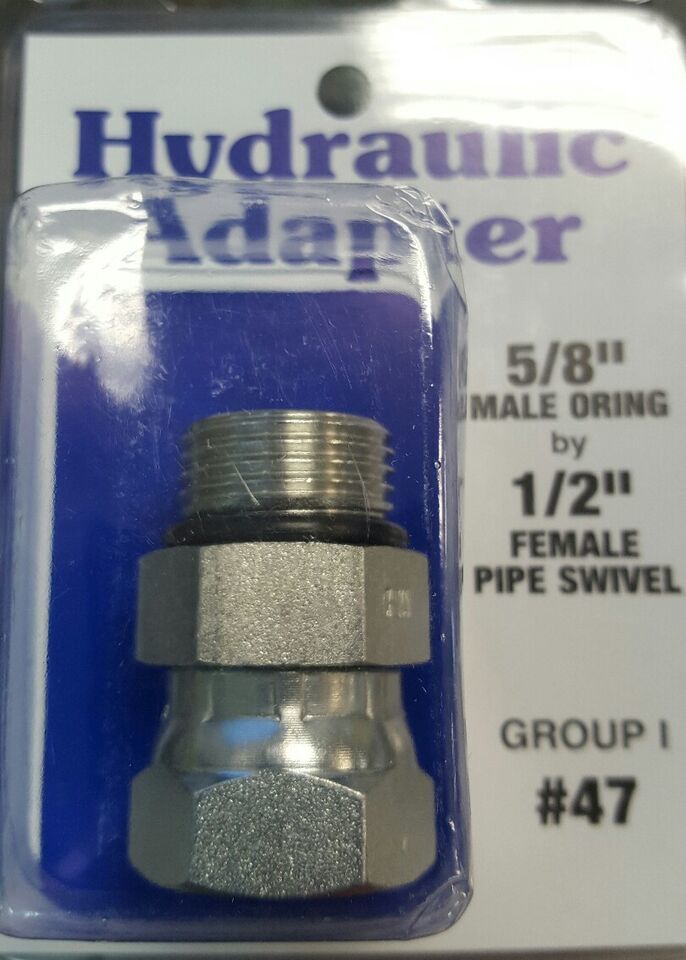 Hydraulic
Adapter
5/8"
MALE ORING
by
1/2"
FEMALE
PIPE SWIVEL
GROUP I
#47